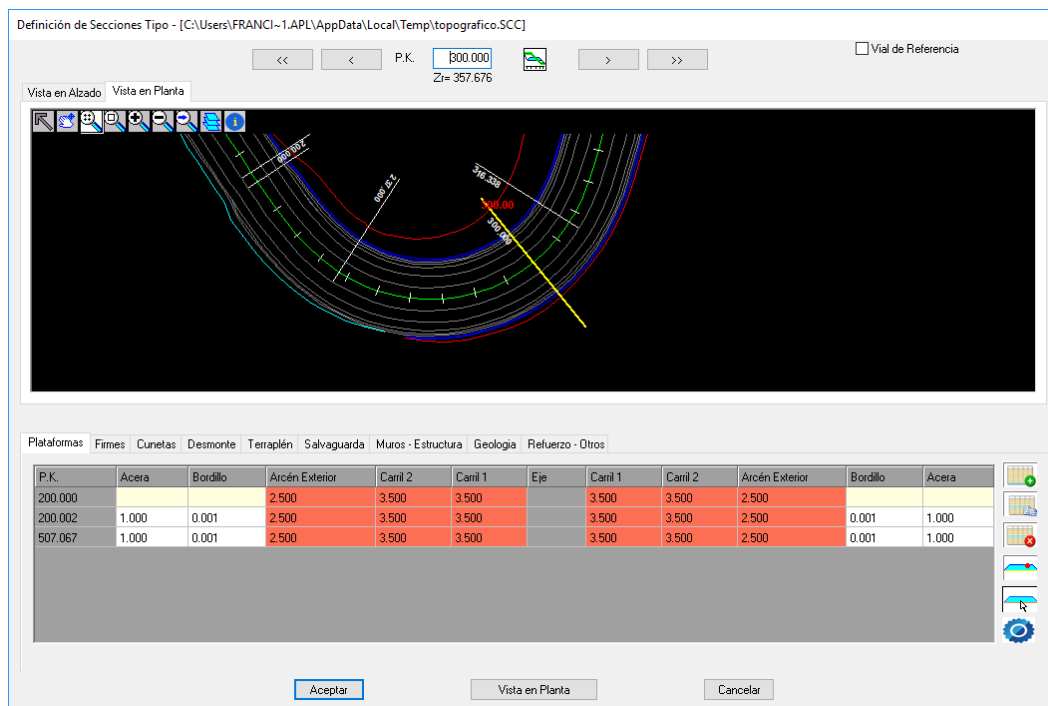 Definición de Secciones Tipo - [C:\Users\FRANCI~1.APL\AppData\Local\Temp\topografico.SCC]
<< < P.K. 300.000 > >> Vial de Referencia
Zr= 357.676
Vista en Alzado Vista en Planta
200.000
237.000
316.338
300.00
300.000
Plataformas Firmes Cunetas Desmonte Terraplén Salvaguarda Muros - Estructura Geologia Refuerzo - Otros
P.K. Acera Bordillo Arcén Exterior Carril 2 Carril 1 Eje Carril 1 Carril 2 Arcén Exterior Bordillo Acera
200.000 2.500 3.500 3.500 3.500 3.500 2.500
200.002 1.000 0.001 2.500 3.500 3.500 3.500 3.500 2.500 0.001 1.000
507.067 1.000 0.001 2.500 3.500 3.500 3.500 3.500 2.500 0.001 1.000
Aceptar Vista en Planta Cancelar